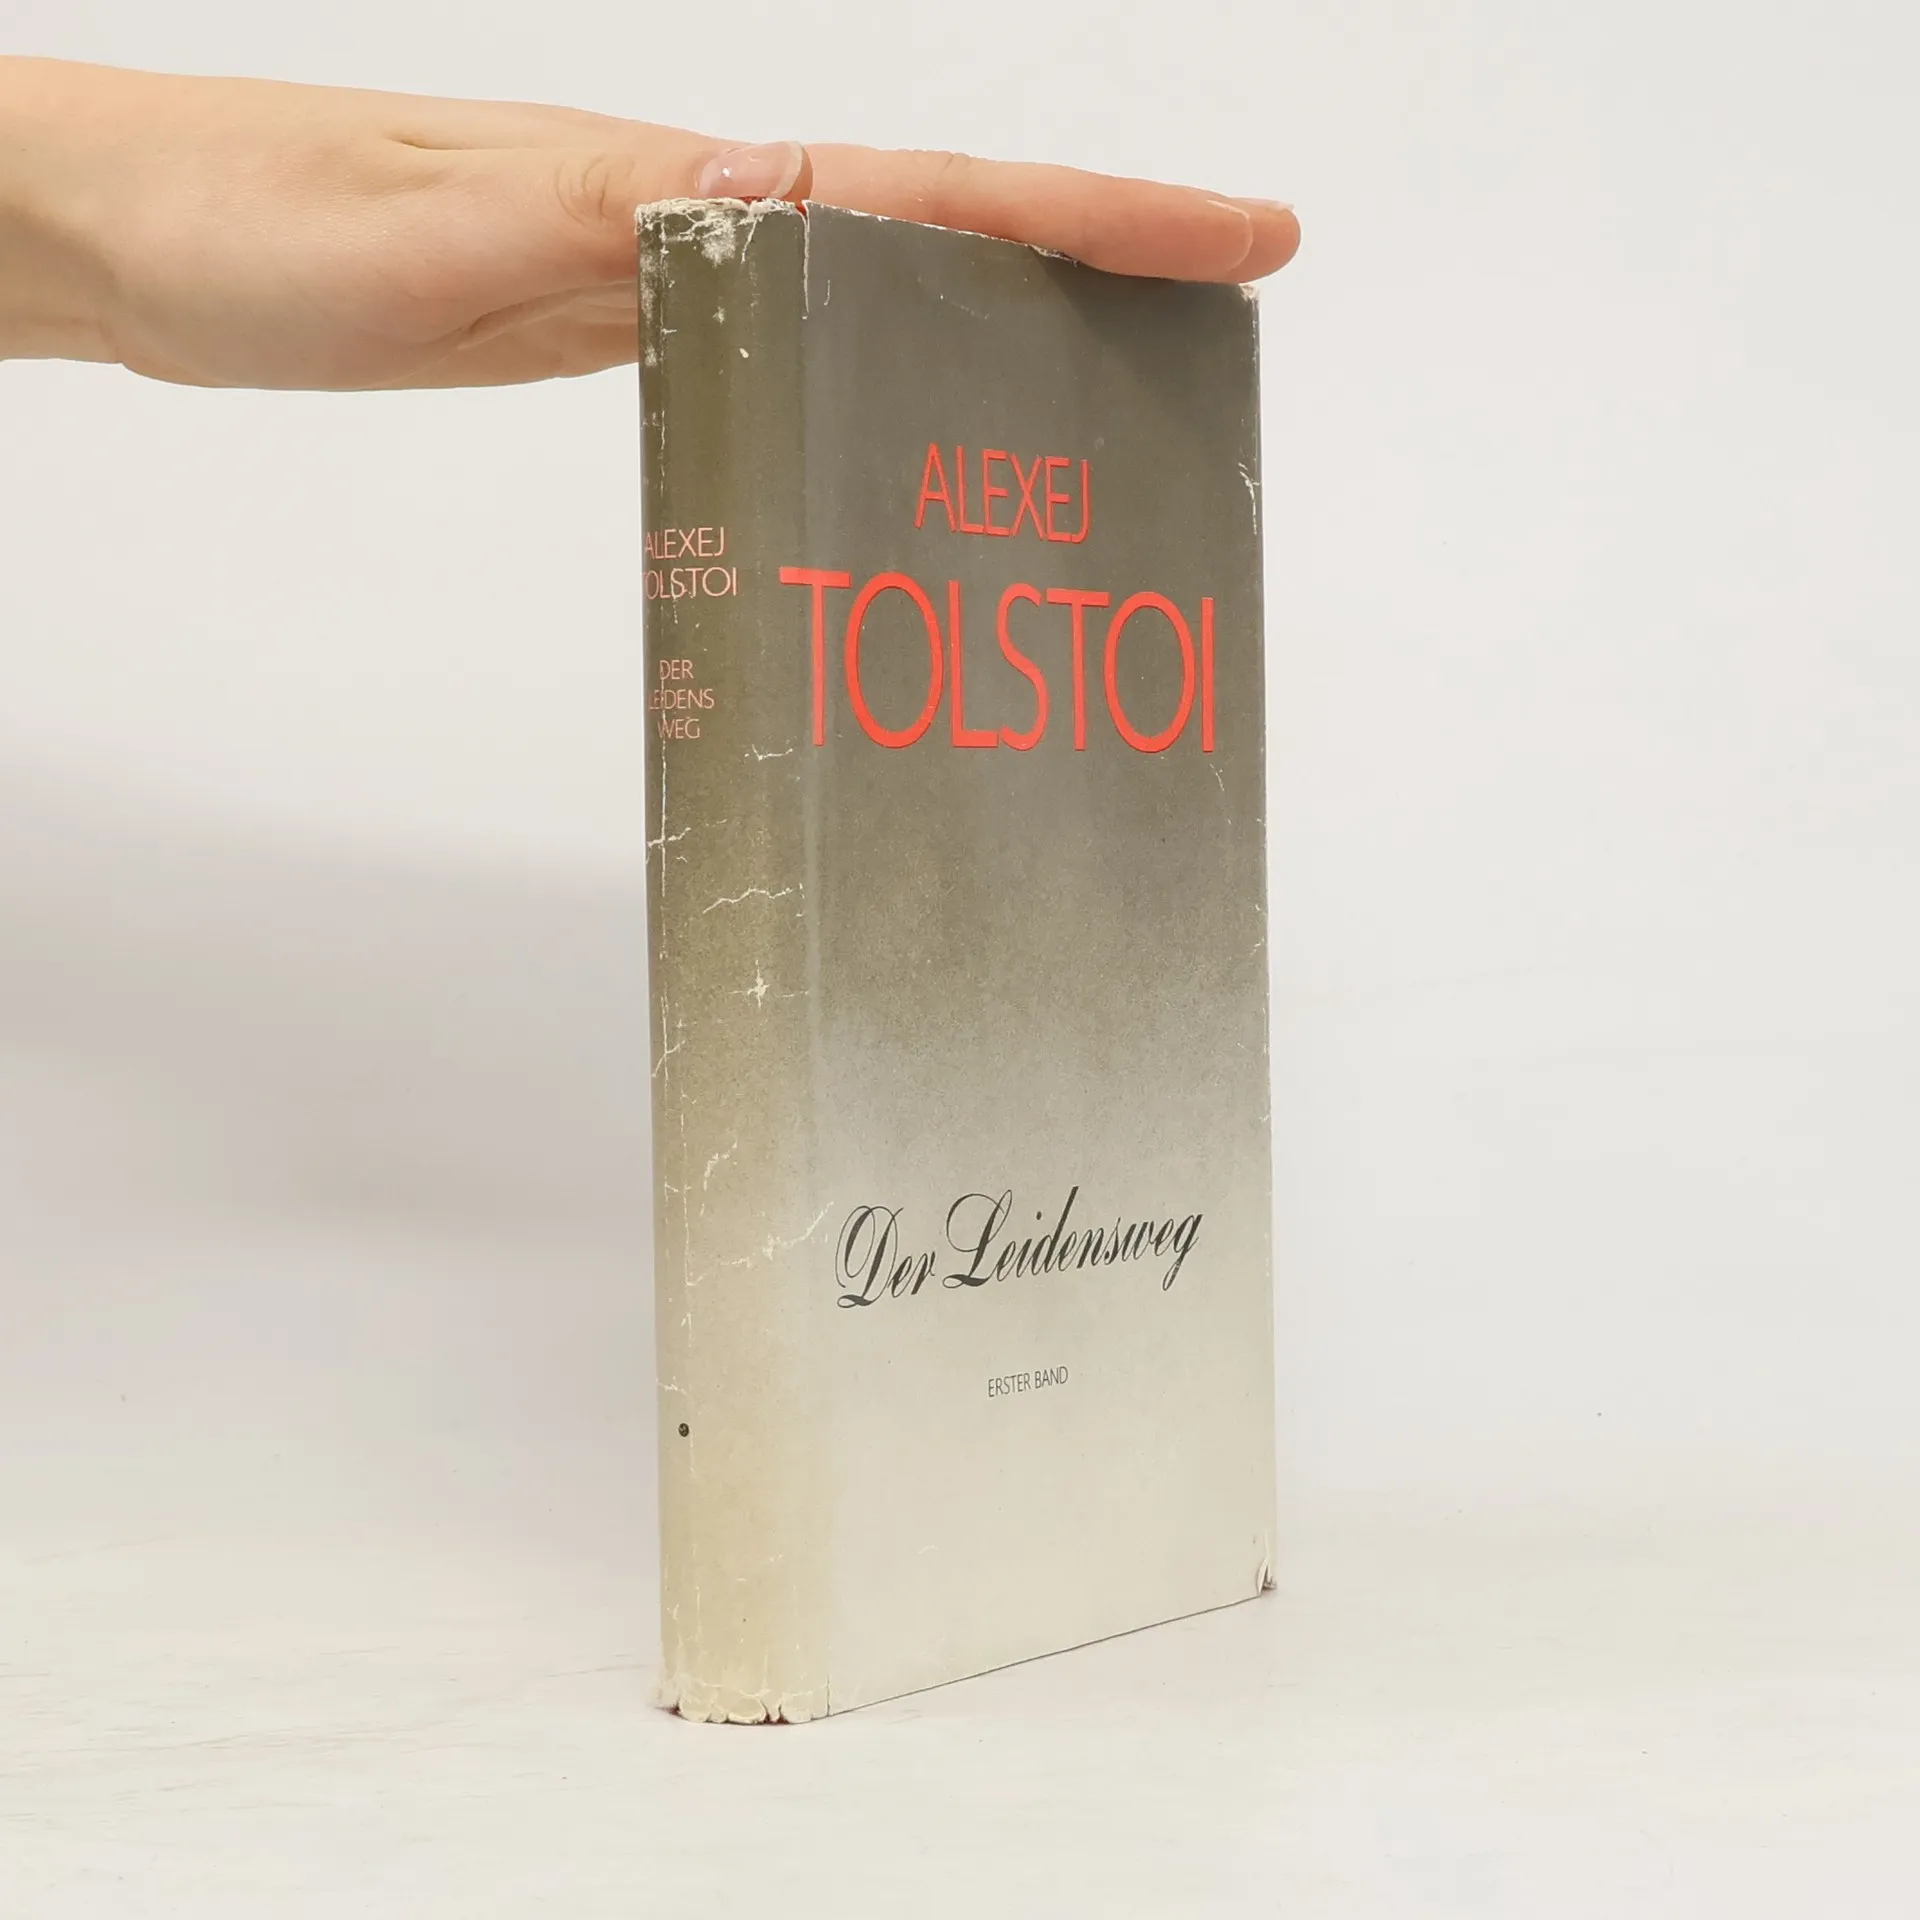 ALEXEJ
TOLSTOI
DER
LEIDENS
WEG
ALEXEJ
TOLSTOI
Der Leidensweg
ERSTER BAND